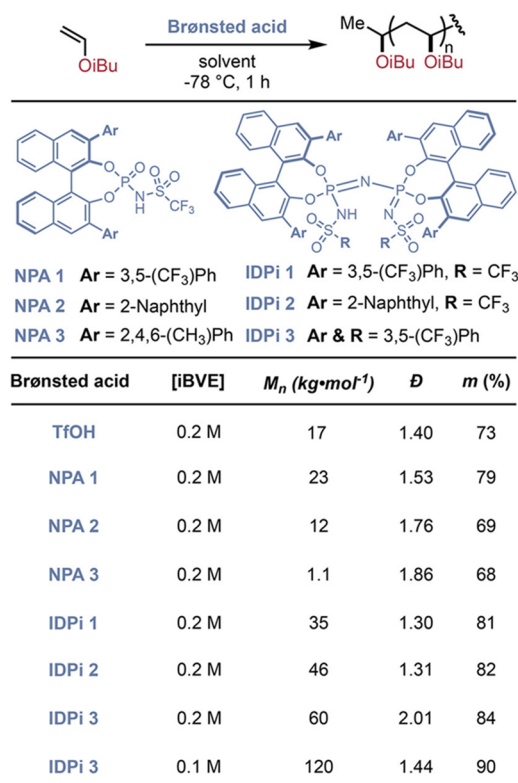 Brønsted acid
solvent
-78 °C, 1 h
OiBu
Me
n
OiBu OiBu
Ar
O O
P
O O
NH S
O CF₃
Ar
Ar Ar
O O
P N P
O O
NH N
O S S O
O R R O
Ar Ar
NPA 1 Ar = 3,5-(CF₃)Ph IDPi 1 Ar = 3,5-(CF₃)Ph, R = CF₃
NPA 2 Ar = 2-Naphthyl IDPi 2 Ar = 2-Naphthyl, R = CF₃
NPA 3 Ar = 2,4,6-(CH₃)Ph IDPi 3 Ar & R = 3,5-(CF₃)Ph
Brønsted acid [iBVE] Mn (kg•mol⁻¹) Đ m (%)
TfOH 0.2 M 17 1.40 73
NPA 1 0.2 M 23 1.53 79
NPA 2 0.2 M 12 1.76 69
NPA 3 0.2 M 1.1 1.86 68
IDPi 1 0.2 M 35 1.30 81
IDPi 2 0.2 M 46 1.31 82
IDPi 3 0.2 M 60 2.01 84
IDPi 3 0.1 M 120 1.44 90